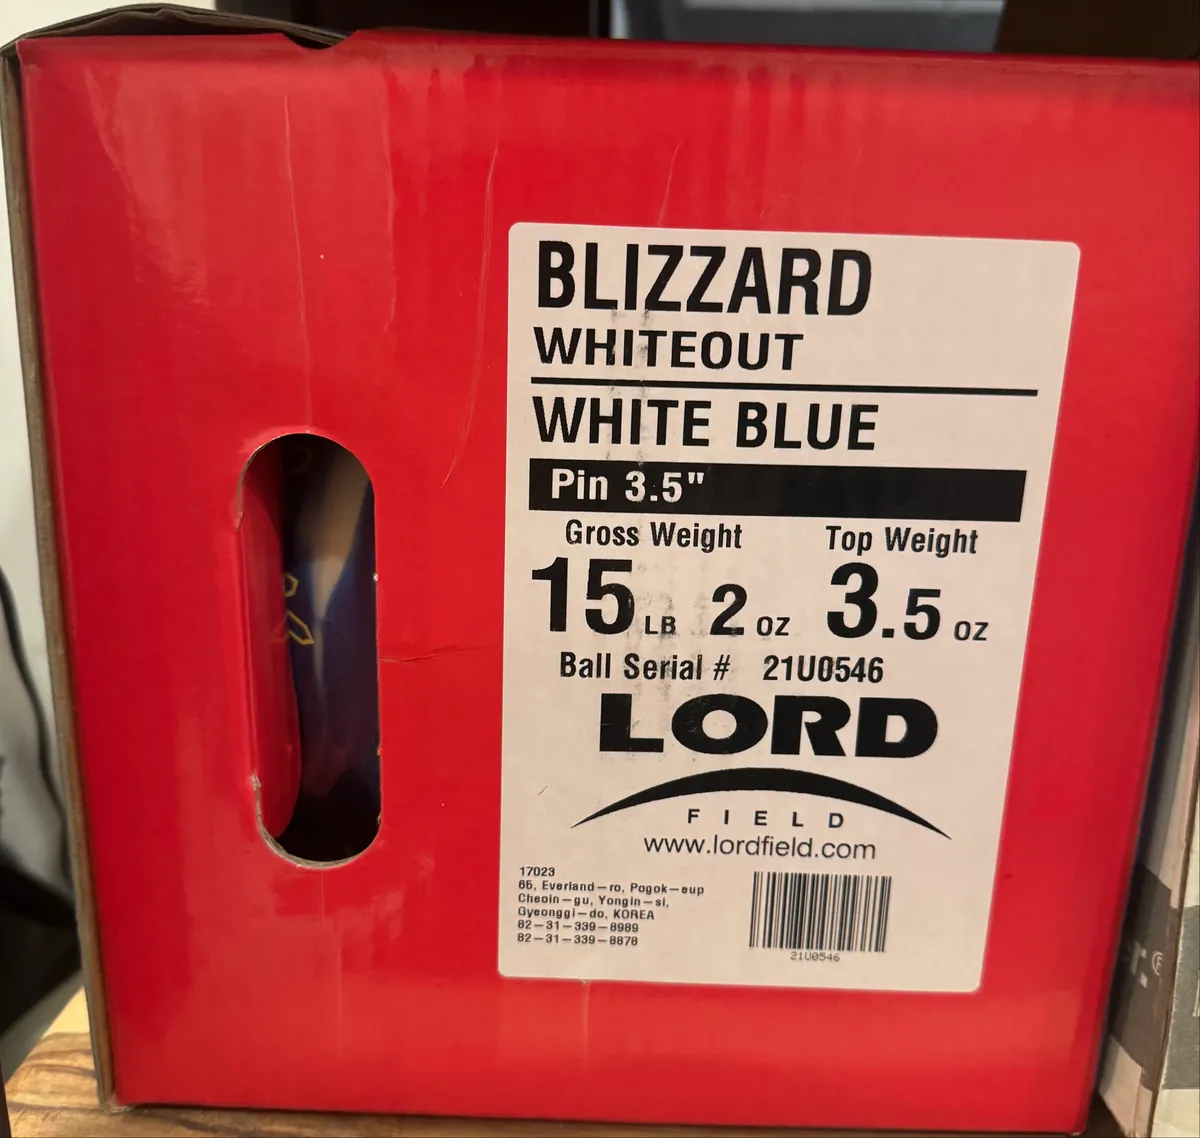 BLIZZARD
WHITEOUT
WHITE BLUE
Pin 3.5"
Gross Weight Top Weight
15 LB 2 oz 3.5 oz
Ball Serial # 21U0546
LORD
FIELD
www.lordfield.com
17023
65, Everland-ro, Pogok-eup
Cheoin-gu, Yongin-si,
Gyeonggi-do, KOREA
82-31-339-8989
82-31-339-8878
21U0546